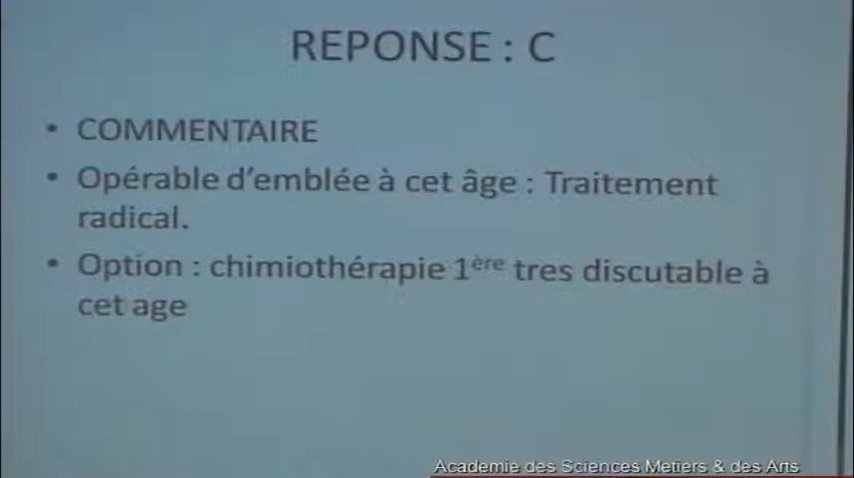 REPONSE : C
• COMMENTAIRE
• Opérable d'emblée à cet âge : Traitement
radical.
• Option : chimiothérapie 1ère tres discutable à
cet age
Academie des Sciences Metiers & des Arts